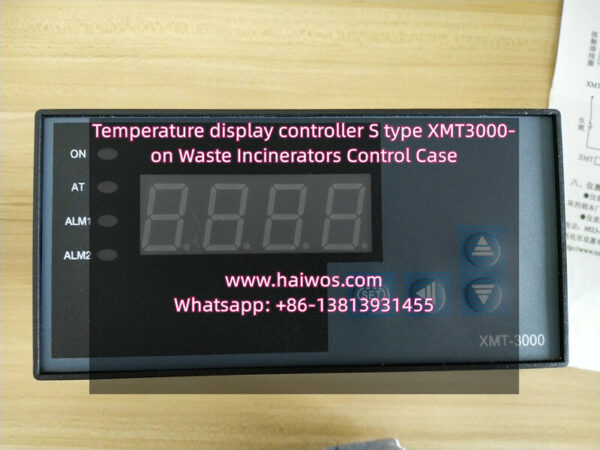 Temperature display controller S type XMT3000-
on Waste Incinerators Control Case
ON
AT
ALM1
ALM2
www.haiwos.com
SET
Whatsapp: +86-13813931455
XMT-3000